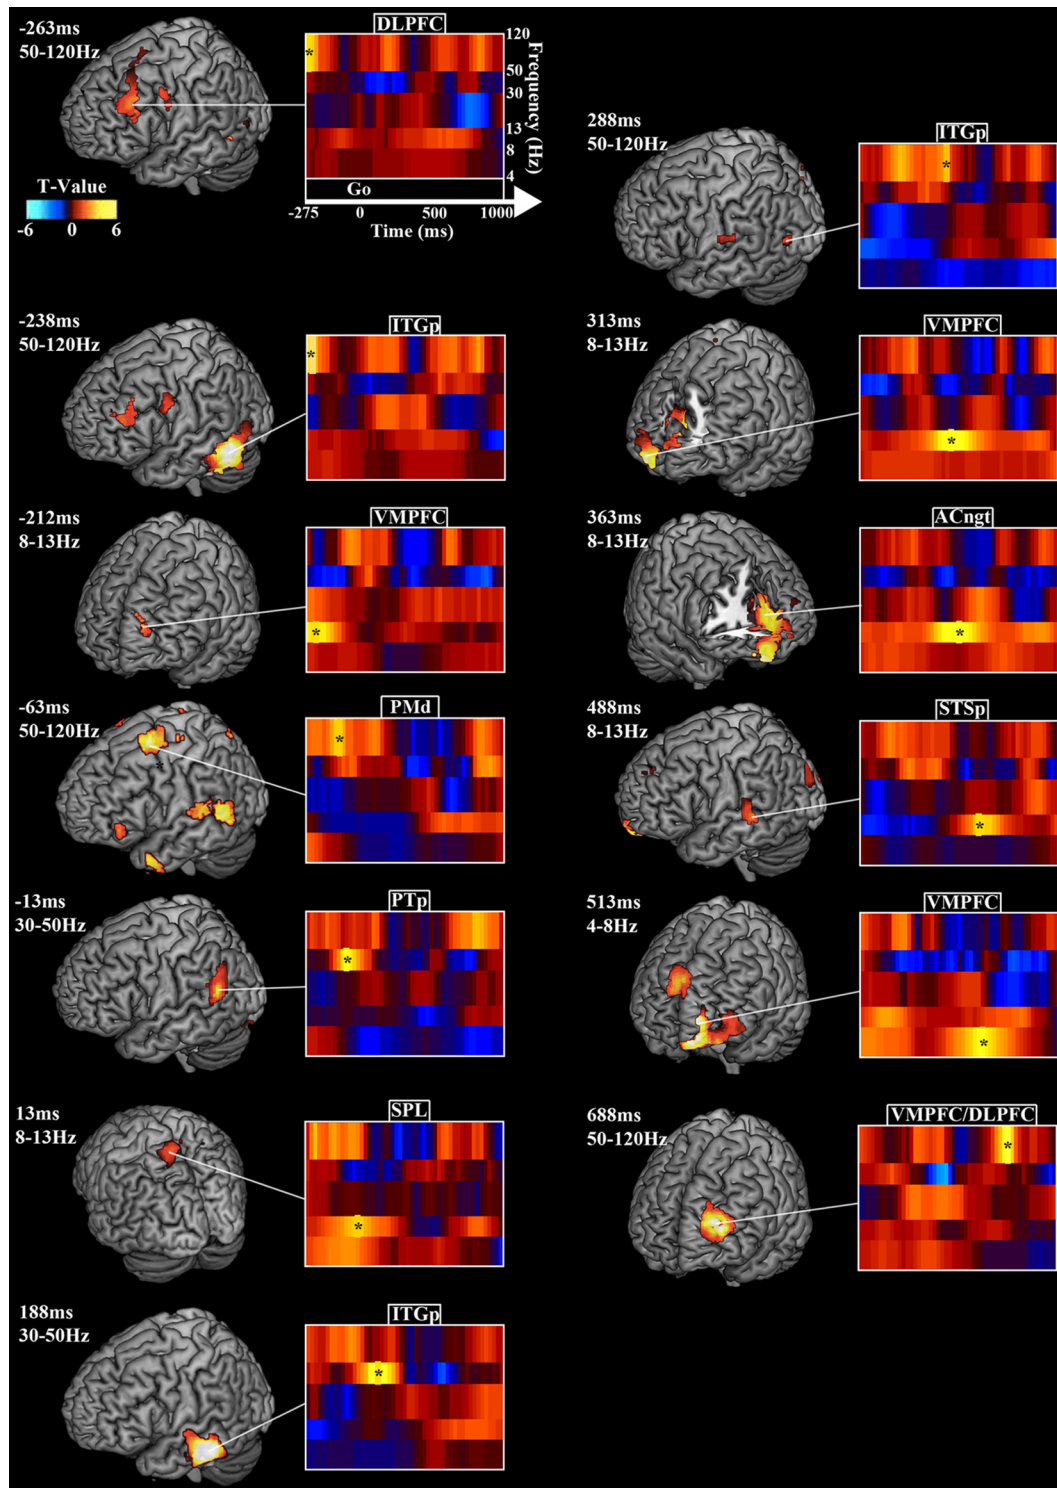 -263ms
50-120Hz
DLPFC
120
50
30
13
8
4
Frequency (Hz)
T-Value
-6 0 6
Go
-275 0 500 1000
Time (ms)
-238ms
50-120Hz
ITGp
-212ms
8-13Hz
VMPFC
-63ms
50-120Hz
PMd
-13ms
30-50Hz
PTp
13ms
8-13Hz
SPL
188ms
30-50Hz
ITGp
288ms
50-120Hz
ITGp
313ms
8-13Hz
VMPFC
363ms
8-13Hz
ACngt
488ms
8-13Hz
STSp
513ms
4-8Hz
VMPFC
688ms
50-120Hz
VMPFC/DLPFC